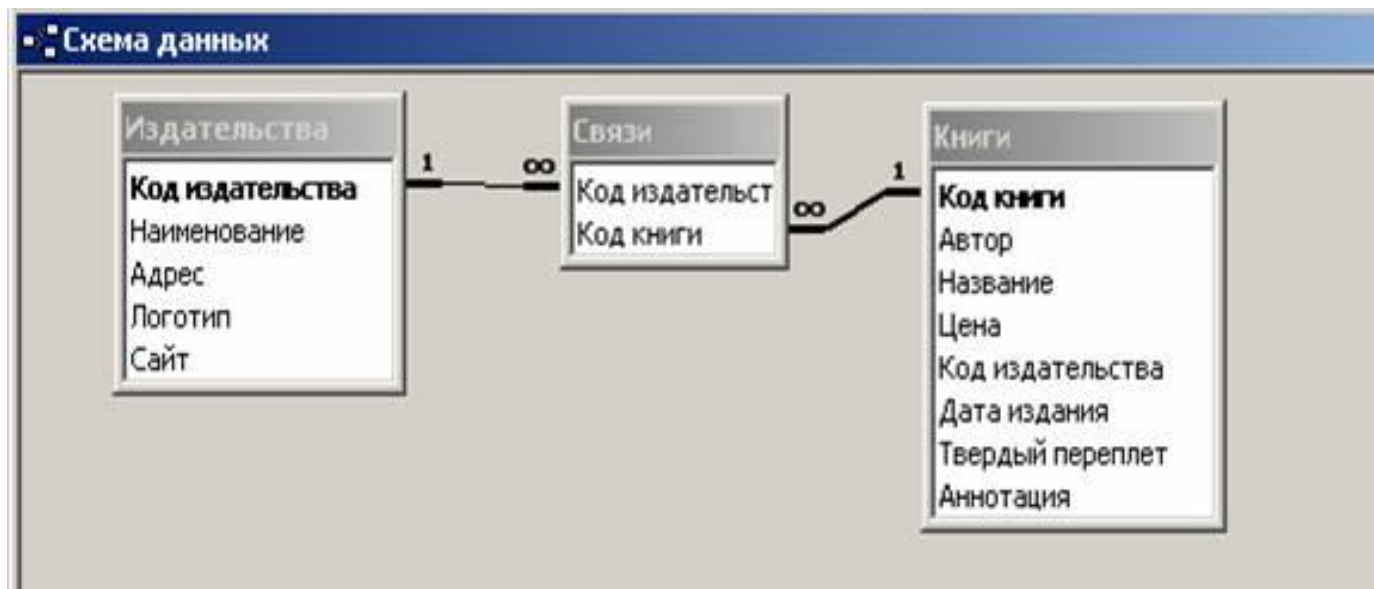 Схема данных
Издательства
Код издательства
Наименование
Адрес
Логотип
Сайт
1
∞
Связи
Код издательст
Код книги
∞
1
Книги
Код книги
Автор
Название
Цена
Код издательства
Дата издания
Твердый переплет
Аннотация